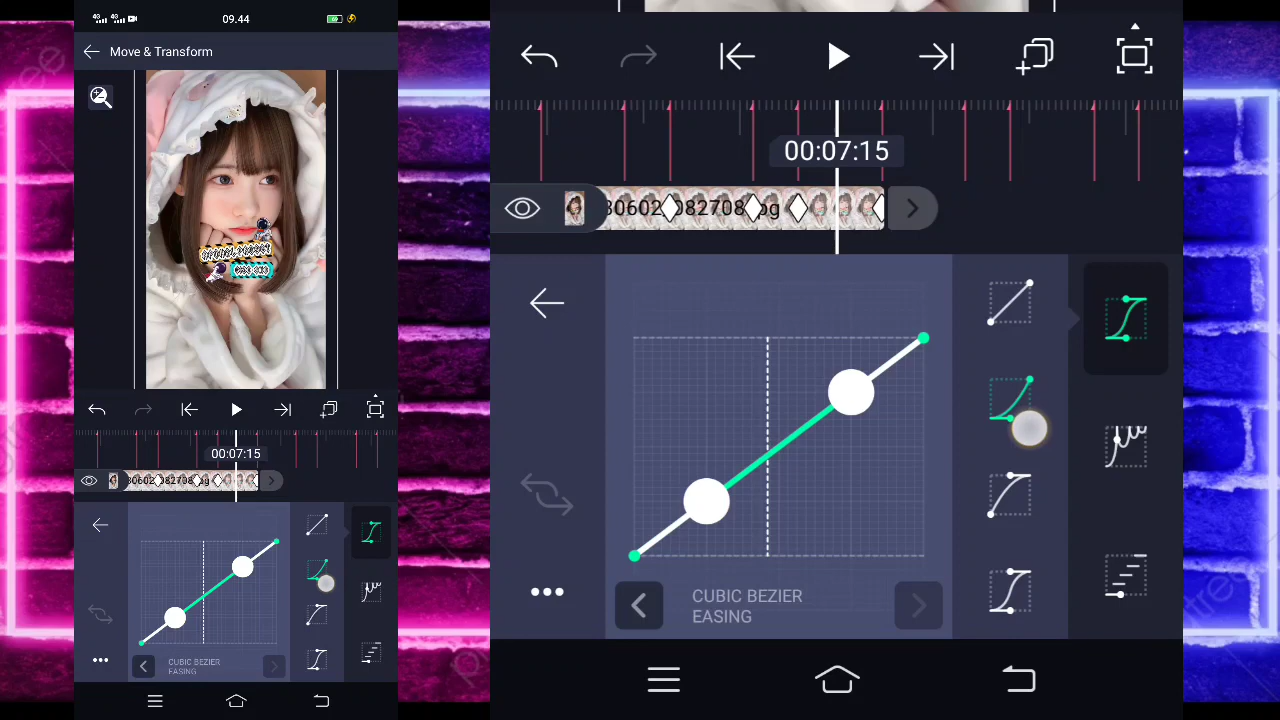 09.44
Move & Transform
00:07:15
CUBIC BEZIER
EASING
00:07:15
CUBIC BEZIER
EASING